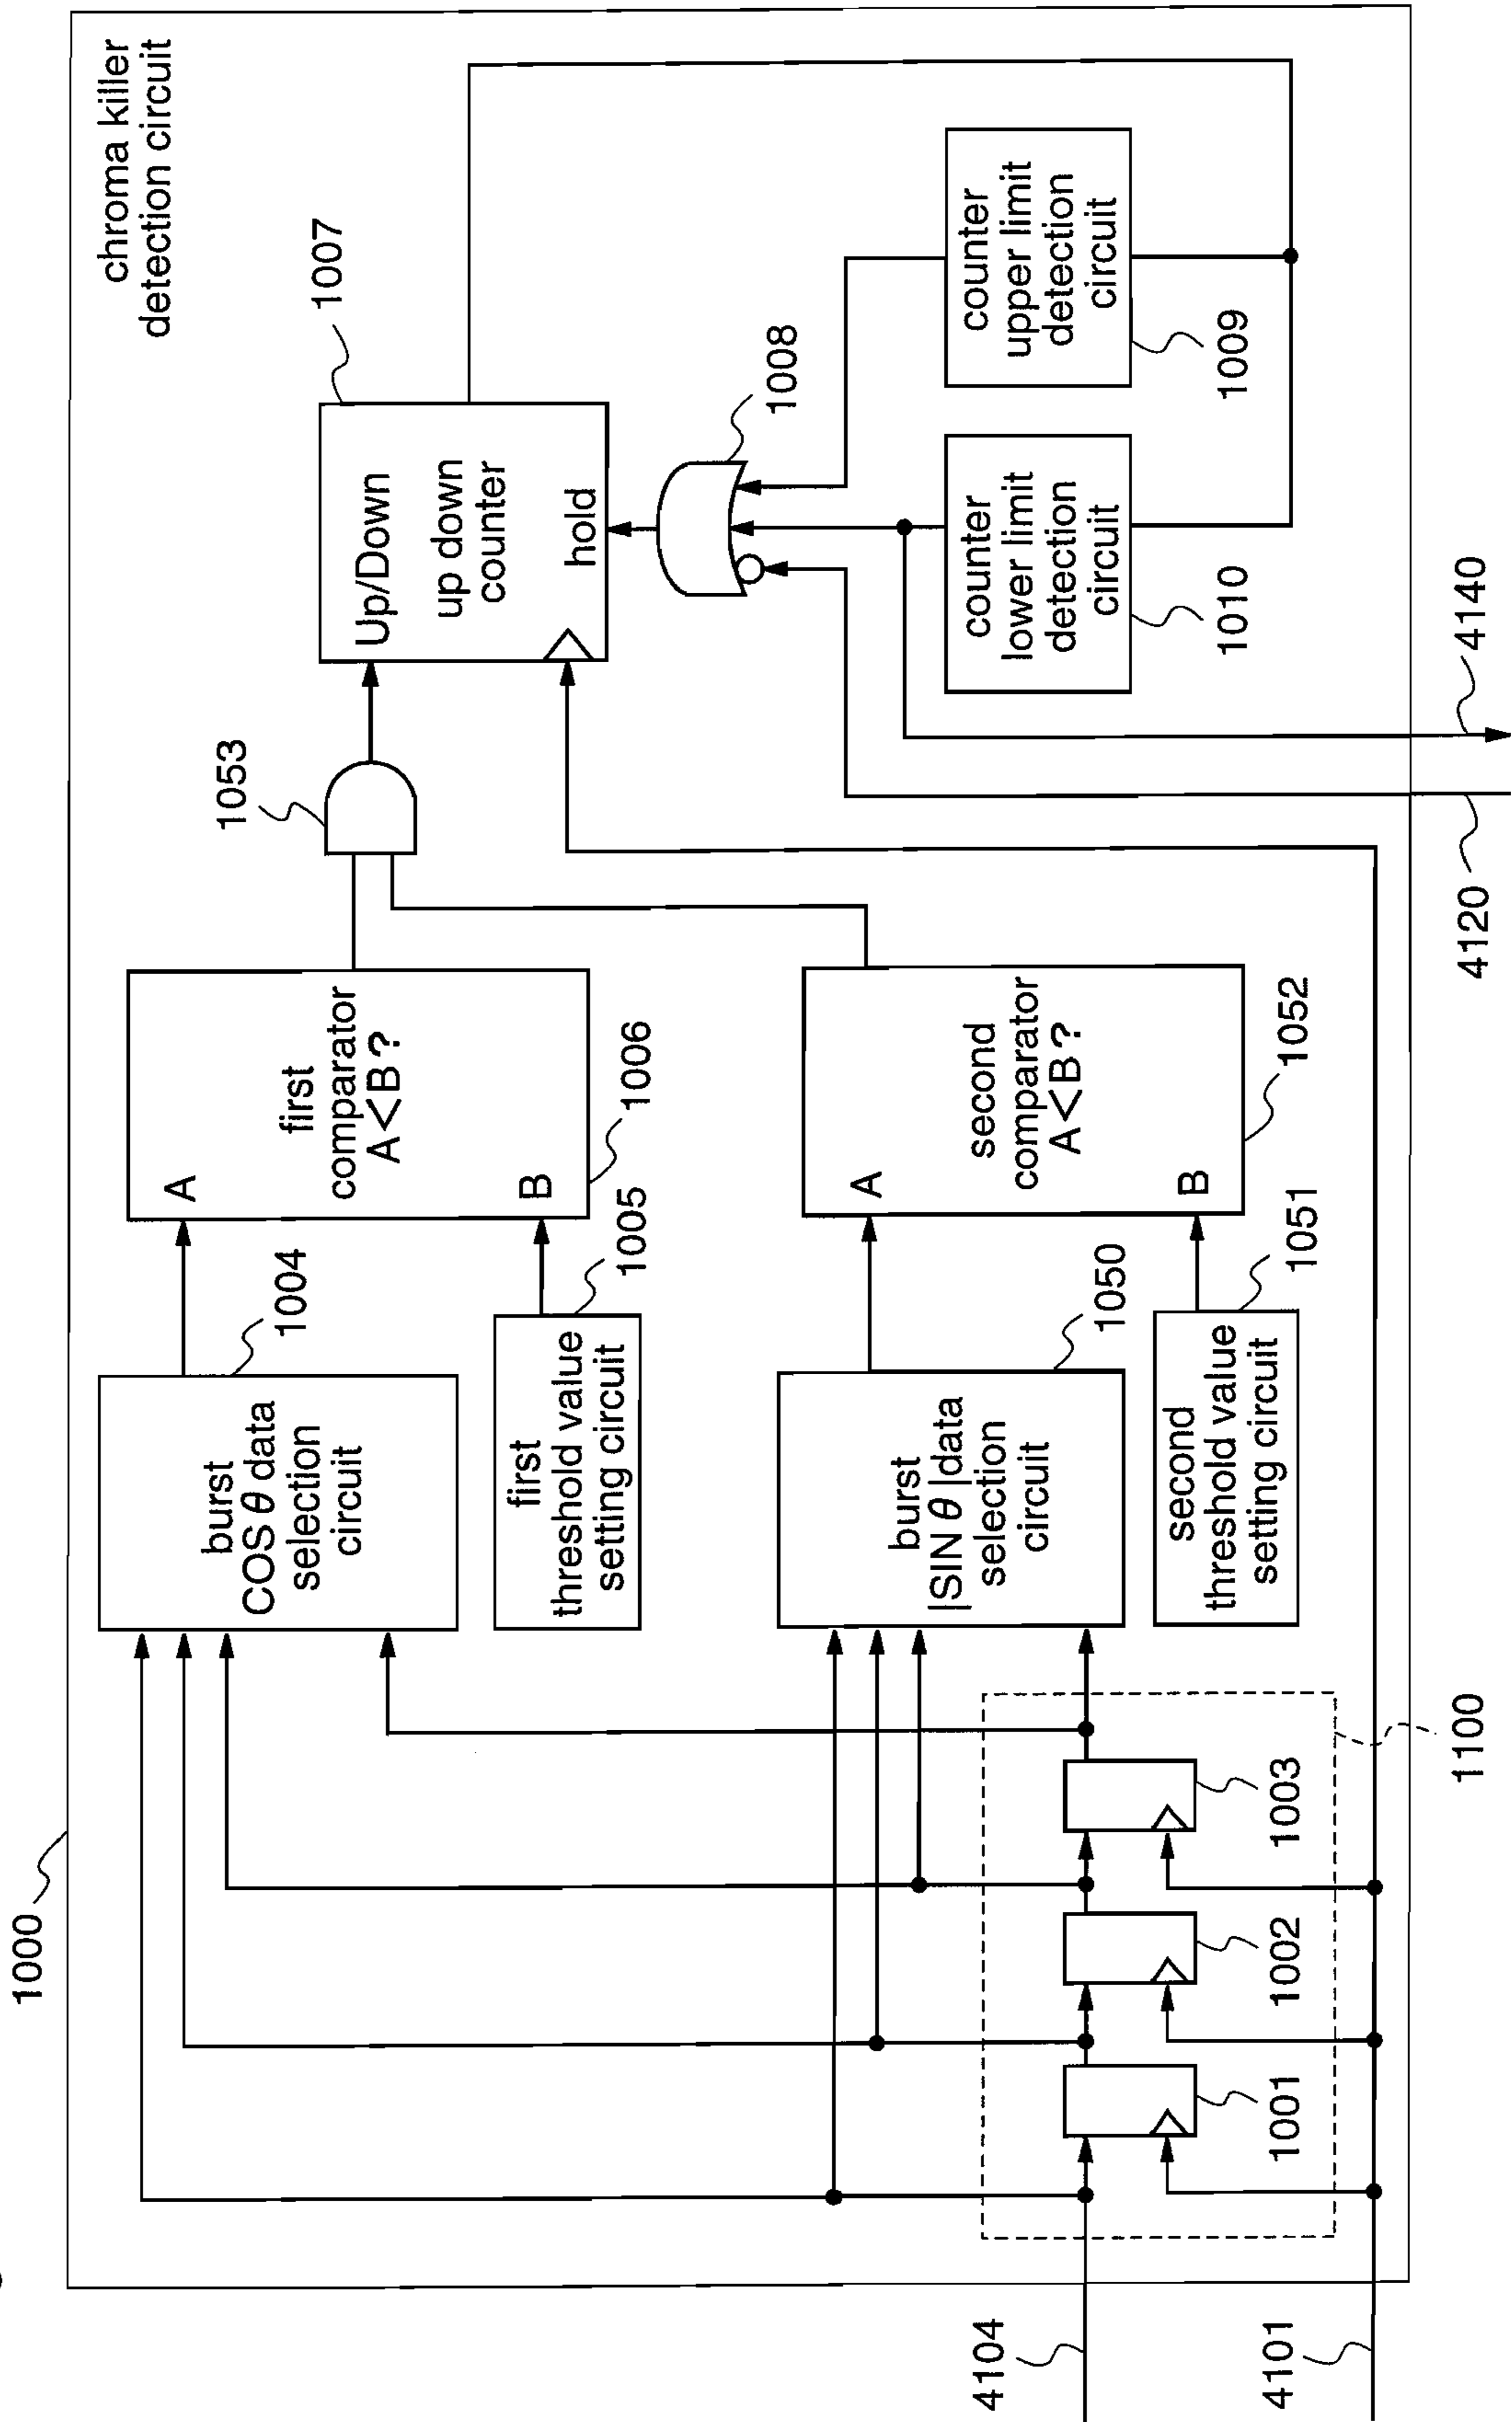 1000
chroma killer
detection circuit
burst
COS θ data
selection
circuit
1004
first
threshold value
setting circuit
1005
A
B
first
comparator
A<B?
1006
1053
Up/Down
up down
counter
hold
1007
1008
burst
|SIN θ|data
selection
circuit
1050
second
threshold value
setting circuit
1051
A
B
second
comparator
A<B?
1052
counter
lower limit
detection
circuit
1010
counter
upper limit
detection
circuit
1009
1001
1002
1003
1100
4104
4101
4120
4140